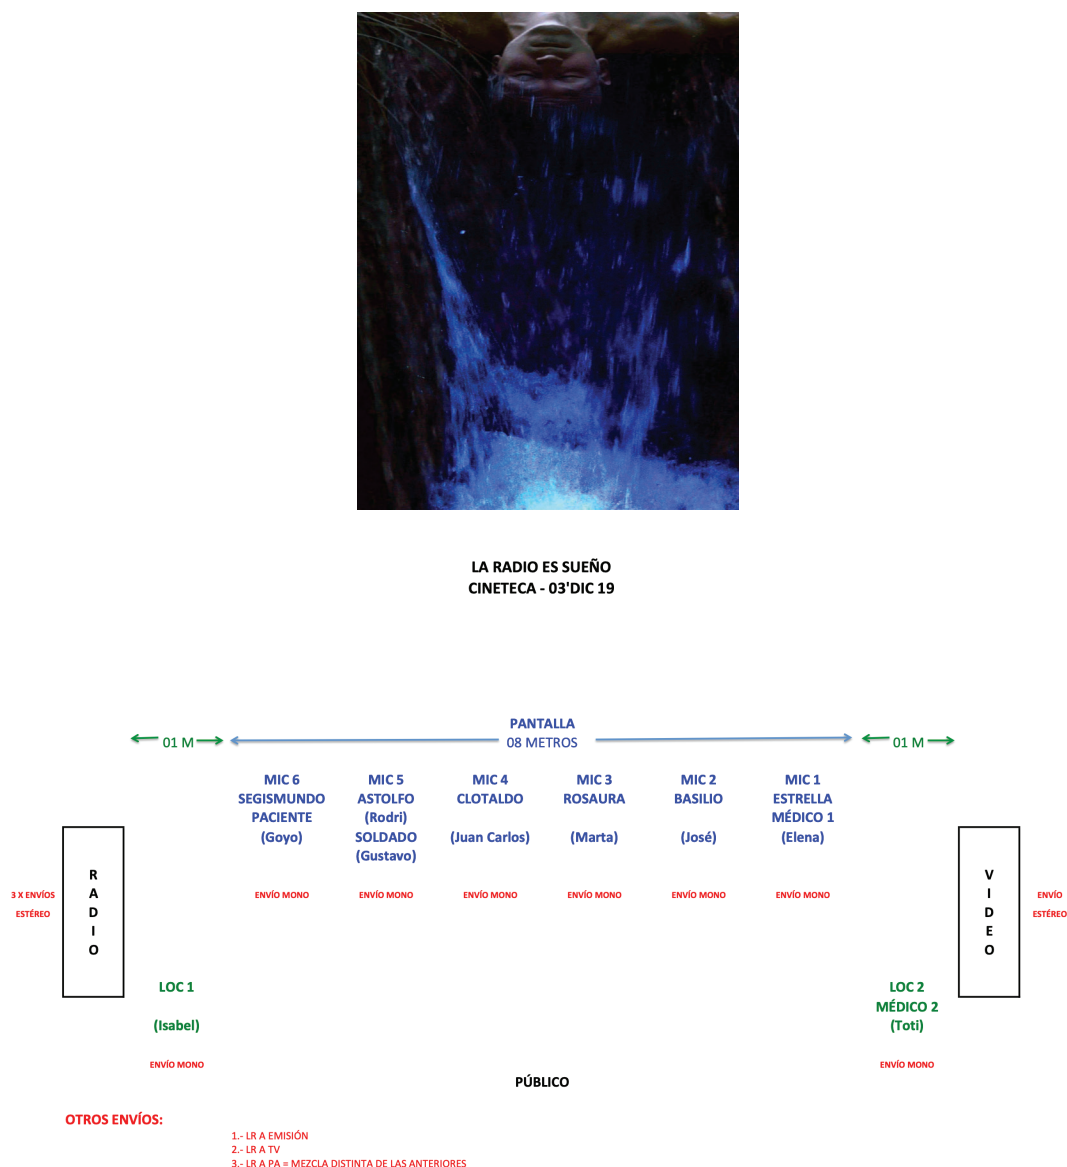 LA RADIO ES SUEÑO
CINETECA - 03'DIC 19
PANTALLA
01 M
08 METROS
01 M
MIC 6
SEGISMUNDO
PACIENTE
(Goyo)
MIC 5
ASTOLFO
(Rodri)
SOLDADO
(Gustavo)
MIC 4
CLOTALDO
(Juan Carlos)
MIC 3
ROSAURA
(Marta)
MIC 2
BASILIO
(José)
MIC 1
ESTRELLA
MÉDICO 1
(Elena)
ENVÍO MONO
ENVÍO MONO
ENVÍO MONO
ENVÍO MONO
ENVÍO MONO
ENVÍO MONO
3 X ENVÍOS
ESTÉREO
R
A
D
I
O
V
I
D
E
O
ENVÍO
ESTÉREO
LOC 1
(Isabel)
ENVÍO MONO
LOC 2
MÉDICO 2
(Toti)
ENVÍO MONO
PÚBLICO
OTROS ENVÍOS:
1.- LR A EMISIÓN
2.- LR A TV
3.- LR A PA = MEZCLA DISTINTA DE LAS ANTERIORES